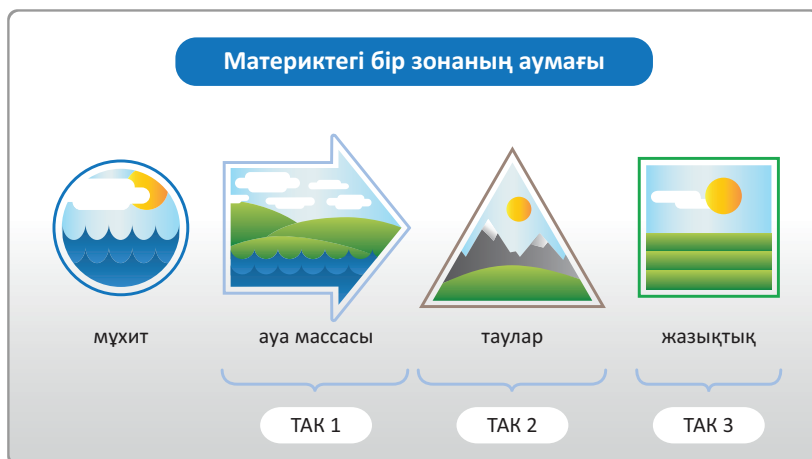 Материктегі бір зонаның аумағы
мұхит
ауа массасы
таулар
жазықтық
ТАК 1
ТАК 2
ТАК 3